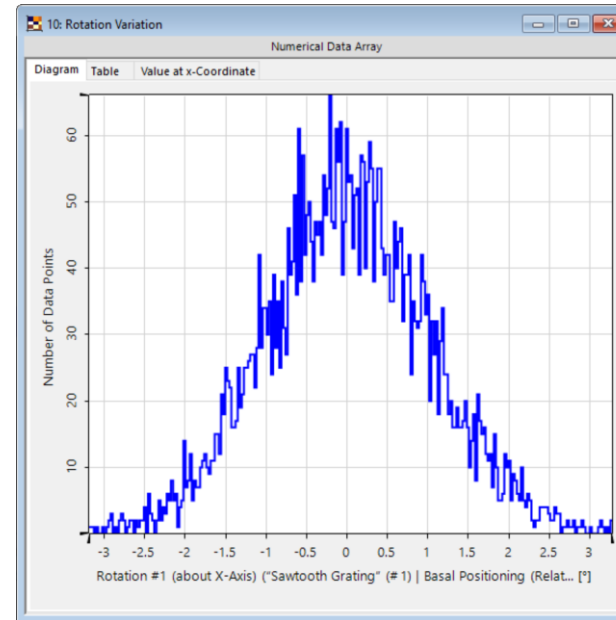 10: Rotation Variation
Numerical Data Array
Diagram Table Value at x-Coordinate
Number of Data Points
60
50
40
30
20
10
-3 -2.5 -2 -1.5 -1 -0.5 0 0.5 1 1.5 2 2.5 3
Rotation #1 (about X-Axis) ("Sawtooth Grating" (# 1) | Basal Positioning (Relat... [°]